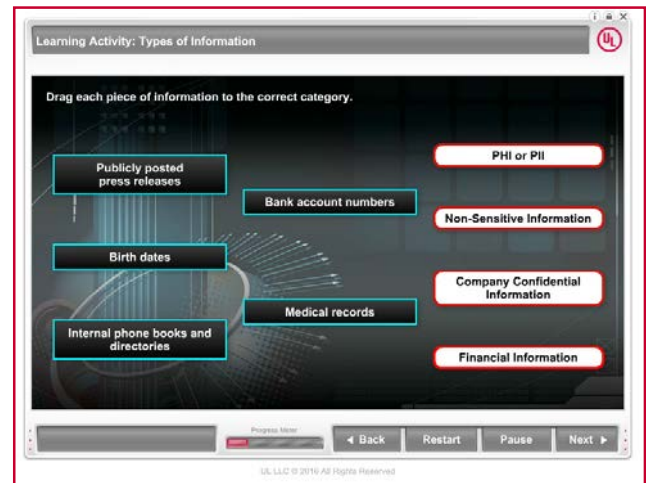 Learning Activity: Types of Information
UL
Drag each piece of information to the correct category.
Publicly posted
press releases
Bank account numbers
Birth dates
Medical records
Internal phone books and
directories
PHI or PII
Non-Sensitive Information
Company Confidential
Information
Financial Information
Progress Meter
Back
Restart
Pause
Next
UL LLC © 2016 All Rights Reserved